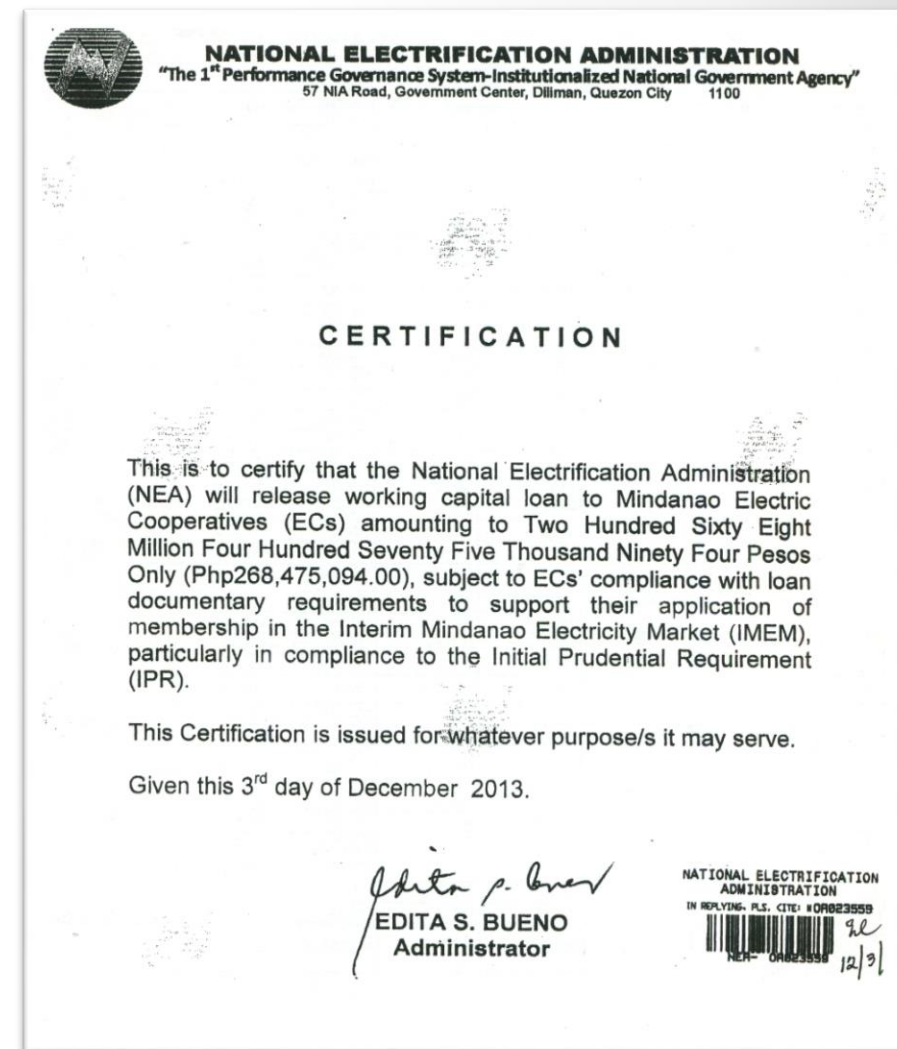 NATIONAL ELECTRIFICATION ADMINISTRATION
"The 1st Performance Governance System-Institutionalized National Government Agency"
57 NIA Road, Government Center, Diliman, Quezon City 1100
CERTIFICATION
This is to certify that the National Electrification Administration
(NEA) will release working capital loan to Mindanao Electric
Cooperatives (ECs) amounting to Two Hundred Sixty Eight
Million Four Hundred Seventy Five Thousand Ninety Four Pesos
Only (Php268,475,094.00), subject to ECs' compliance with loan
documentary requirements to support their application of
membership in the Interim Mindanao Electricity Market (IMEM),
particularly in compliance to the Initial Prudential Requirement
(IPR).
This Certification is issued for whatever purpose/s it may serve.
Given this 3rd day of December 2013.
EDITA S. BUENO
Administrator
NATIONAL ELECTRIFICATION
ADMINISTRATION
IN REPLYING, PLS. CITE: #OR023559
12/3